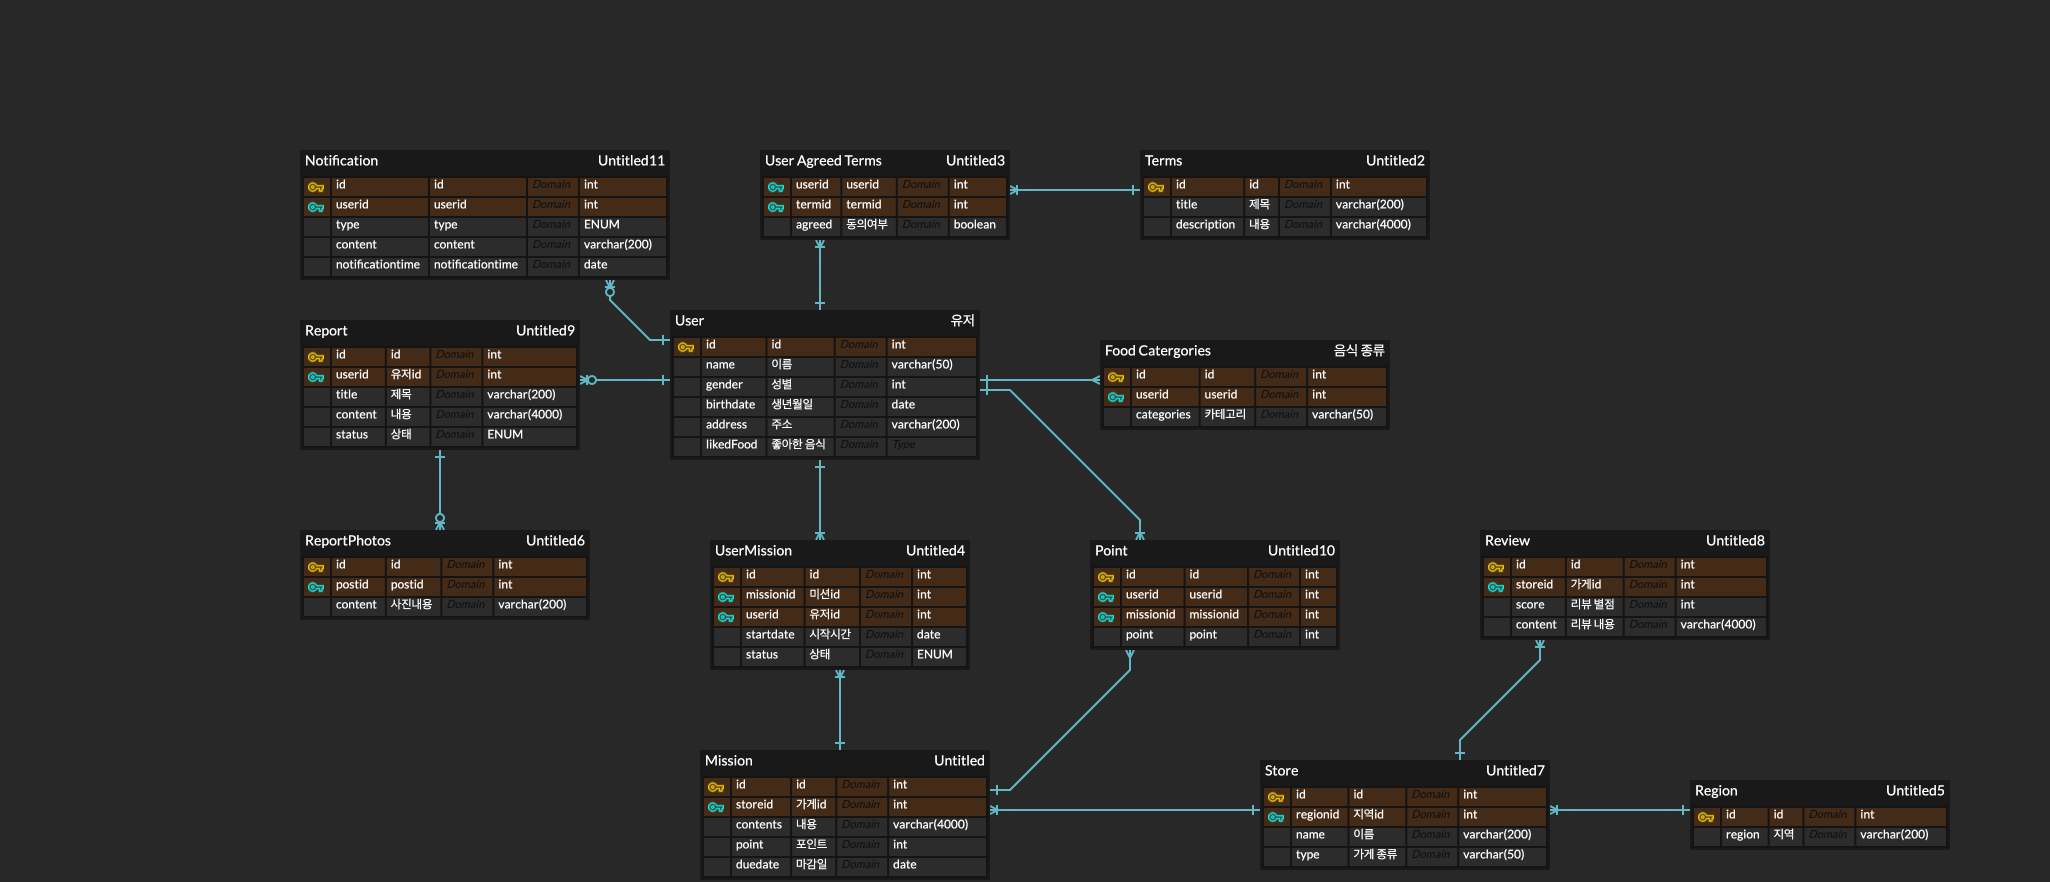 Notification Untitled11
id id Domain int
userid userid Domain int
type type Domain ENUM
content content Domain varchar(200)
notificationtime notificationtime Domain date
User Agreed Terms Untitled3
userid userid Domain int
termid termid Domain int
agreed 동의여부 Domain boolean
Terms Untitled2
id id Domain int
title 제목 Domain varchar(200)
description 내용 Domain varchar(4000)
Report Untitled9
id id Domain int
userid 유저id Domain int
title 제목 Domain varchar(200)
content 내용 Domain varchar(4000)
status 상태 Domain ENUM
User 유저
id id Domain int
name 이름 Domain varchar(50)
gender 성별 Domain int
birthdate 생년월일 Domain date
address 주소 Domain varchar(200)
likedFood 좋아한 음식 Domain Type
Food Catergories 음식 종류
id id Domain int
userid userid Domain int
categories 카테고리 Domain varchar(50)
ReportPhotos Untitled6
id id Domain int
postid postid Domain int
content 사진내용 Domain varchar(200)
UserMission Untitled4
id id Domain int
missionid 미션id Domain int
userid 유저id Domain int
startdate 시작시간 Domain date
status 상태 Domain ENUM
Point Untitled10
id id Domain int
userid userid Domain int
missionid missionid Domain int
point point Domain int
Review Untitled8
id id Domain int
storeid 가게id Domain int
score 리뷰 별점 Domain int
content 리뷰 내용 Domain varchar(4000)
Mission Untitled
id id Domain int
storeid 가게id Domain int
contents 내용 Domain varchar(4000)
point 포인트 Domain int
duedate 마감일 Domain date
Store Untitled7
id id Domain int
regionid 지역id Domain int
name 이름 Domain varchar(200)
type 가게 종류 Domain varchar(50)
Region Untitled5
id id Domain int
region 지역 Domain varchar(200)